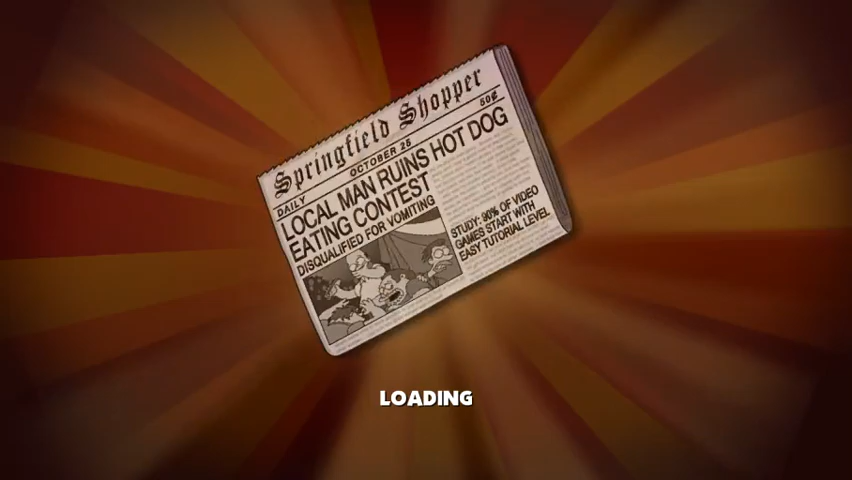 Springfield Shopper
50¢
DAILY
OCTOBER 25
LOCAL MAN RUINS HOT DOG
EATING CONTEST
DISQUALIFIED FOR VOMITING
STUDY: 90% OF VIDEO
GAMES START WITH
EASY TUTORIAL LEVEL
LOADING